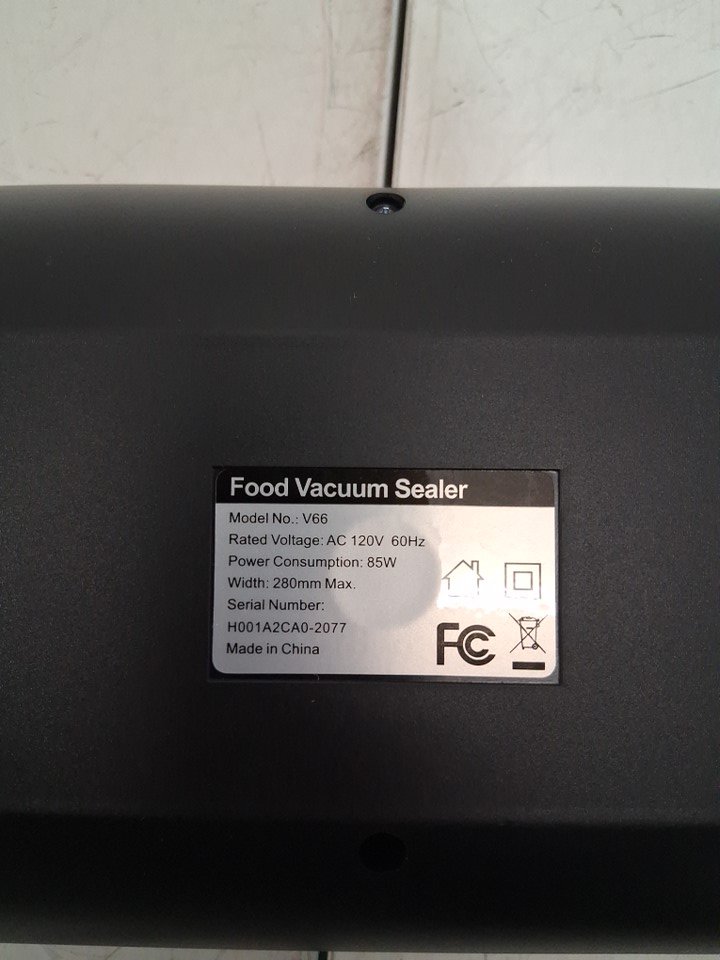 Food Vacuum Sealer
Model No.: V66
Rated Voltage: AC 120V 60Hz
Power Consumption: 85W
Width: 280mm Max.
Serial Number:
H001A2CA0-2077
Made in China
FC